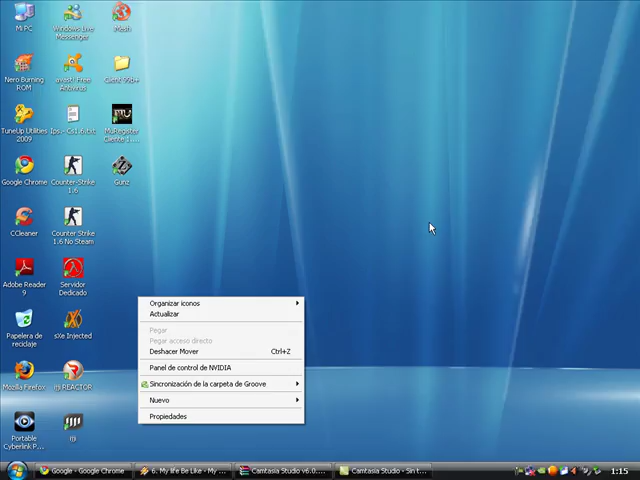 Mi PC
Windows Live
Messenger
iMesh
Nero Burning
ROM
avast! Free
Antivirus
Client 99b+
TuneUp Utilities
2009
Ips.- Cs1.6.txt
MuRegister
Cliente 1....
Google Chrome
Counter-Strike
1.6
Gunz
CCleaner
Counter Strike
1.6 No Steam
Adobe Reader
9
Servidor
Dedicado
Papelera de
reciclaje
sXe Injected
Mozilla Firefox
Portable
Cyberlink P...
Organizar iconos
Actualizar
Pegar
Pegar acceso directo
Deshacer Mover Ctrl+Z
Panel de control de NVIDIA
Sincronización de la carpeta de Groove
Nuevo
Propiedades
Google - Google Chrome
6. My life Be Like - My ...
Camtasia Studio v6.0....
Camtasia Studio - Sin t...
1:15